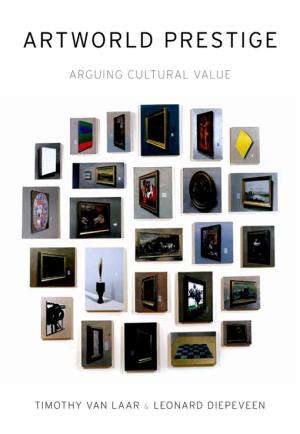 ARTWORLD PRESTIGE
ARGUING CULTURAL VALUE
TIMOTHY VAN LAAR & LEONARD DIEPEVEEN